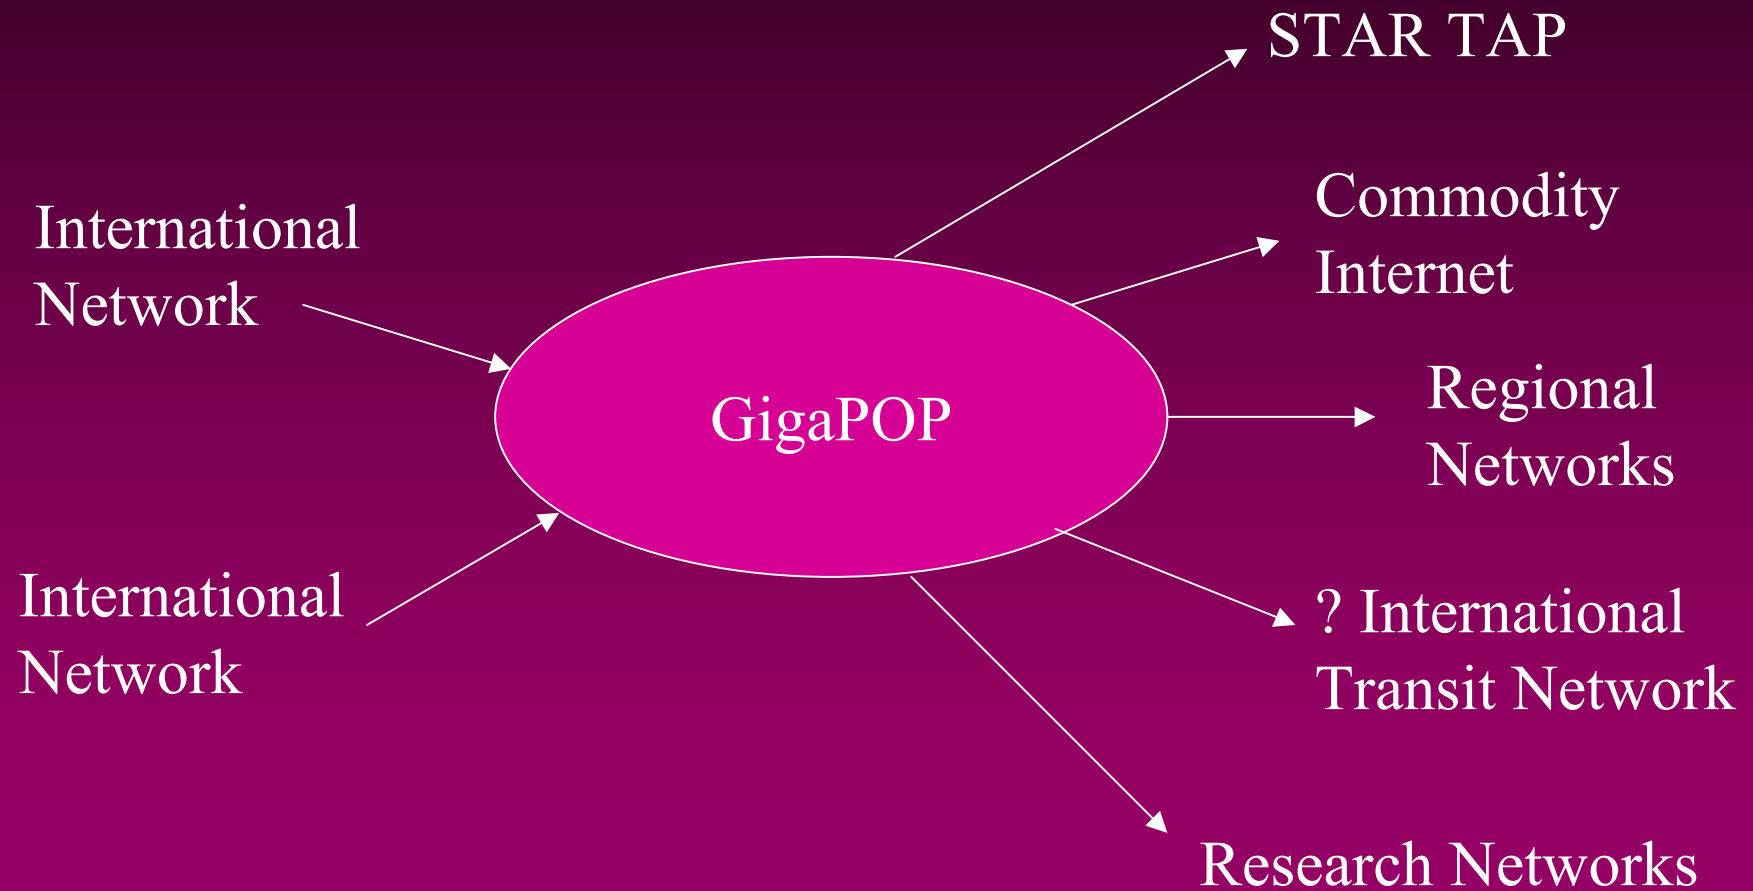 STAR TAP
Commodity
Internet
International
Network
Regional
Networks
GigaPOP
International
Network
? International
Transit Network
Research Networks